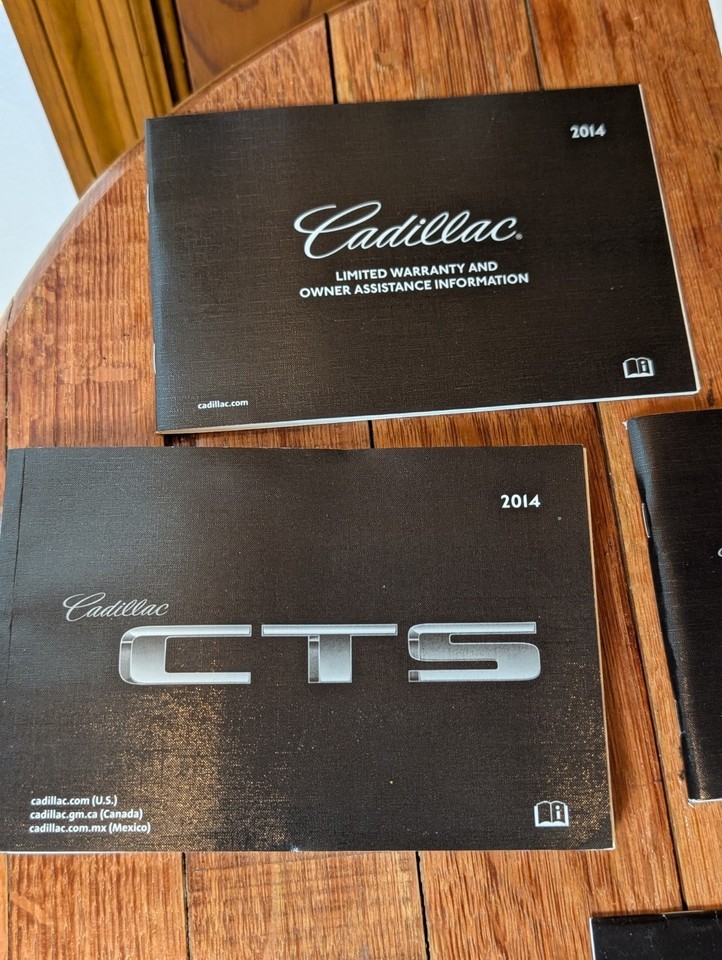 2014
Cadillac®
LIMITED WARRANTY AND
OWNER ASSISTANCE INFORMATION
cadillac.com
2014
Cadillac
CTS
cadillac.com (U.S.)
cadillac.gm.ca (Canada)
cadillac.com.mx (Mexico)